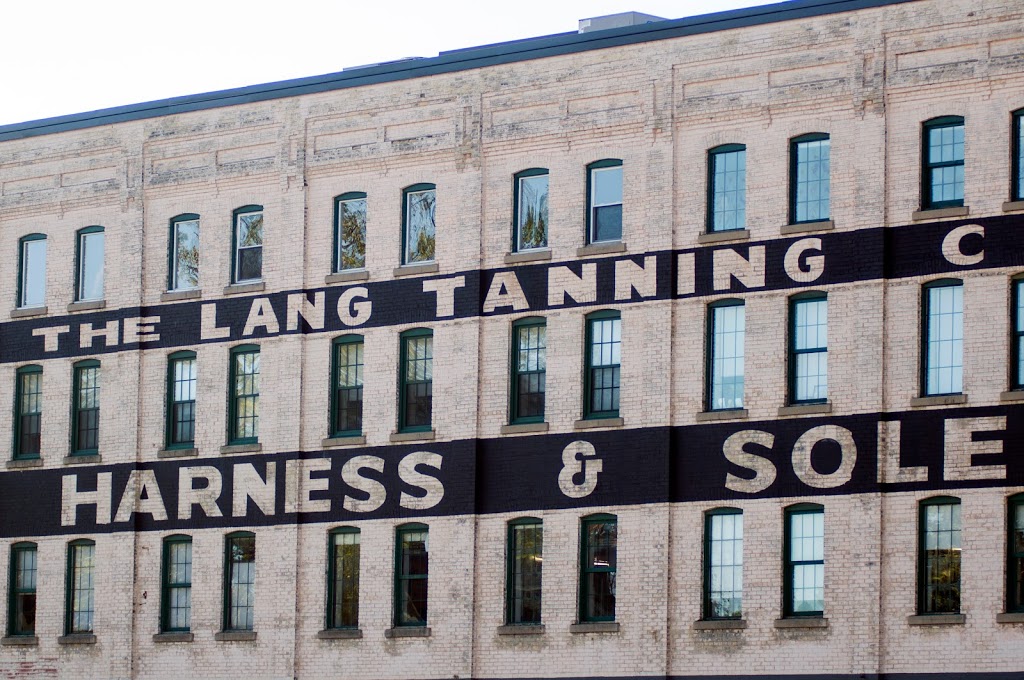 THE LANG TANNING C
HARNESS & SOLE